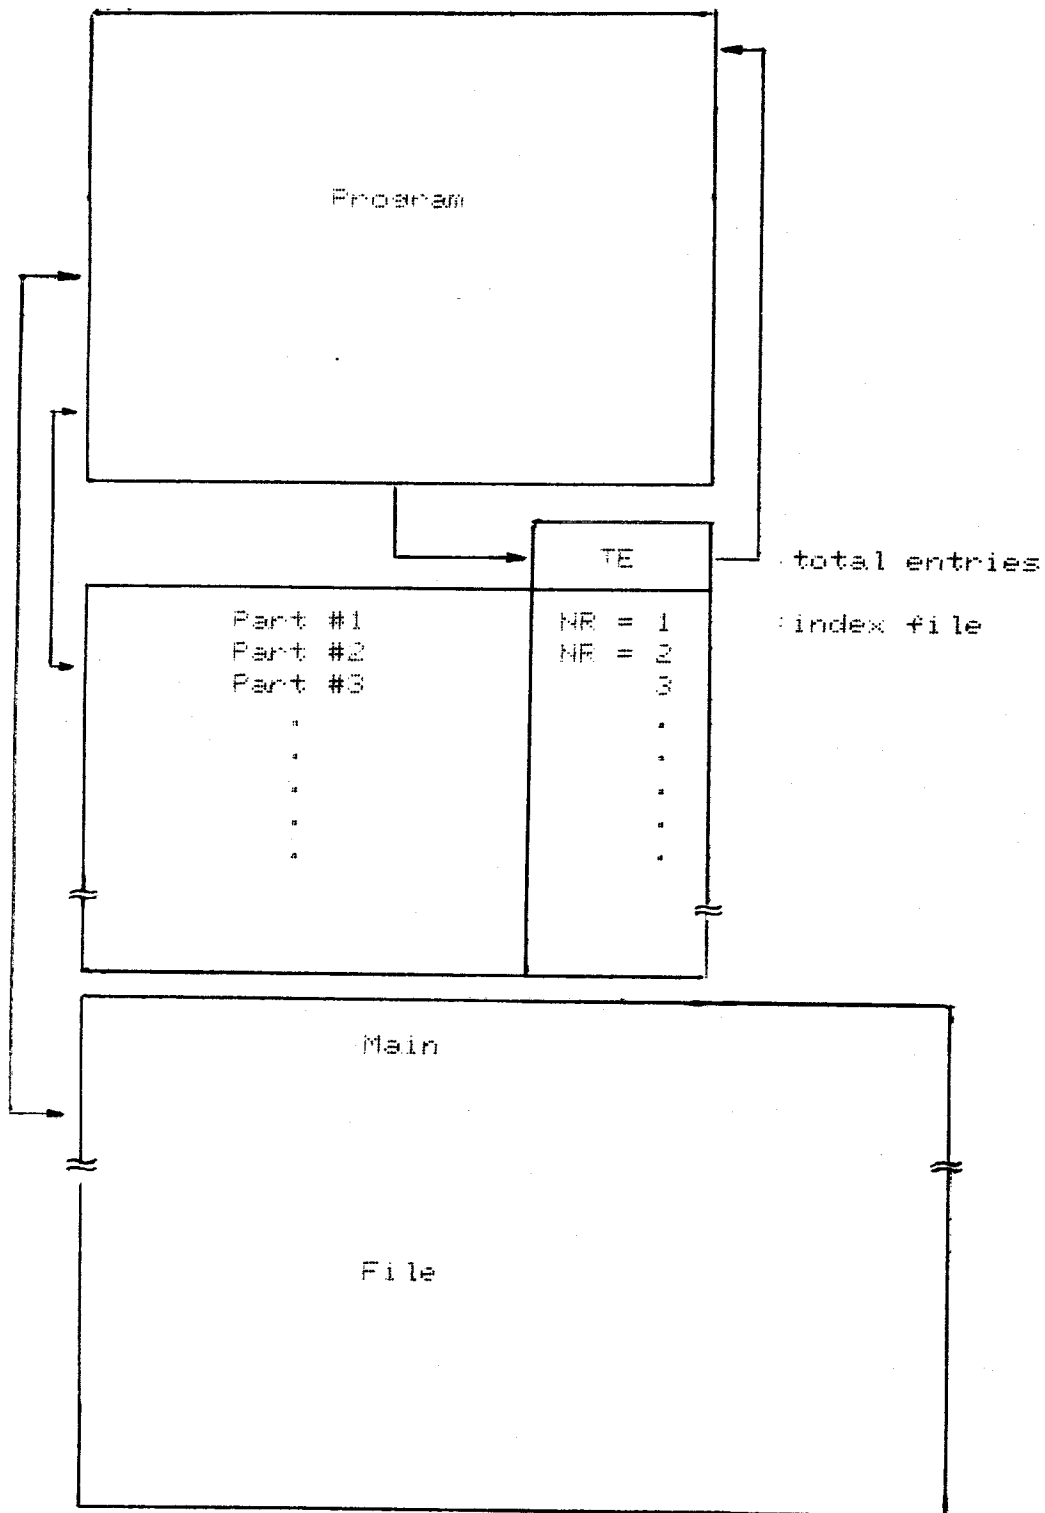 Program
TE
total entries
Part #1 NR = 1
index file
Part #2 NR = 2
Part #3 3
Main
File